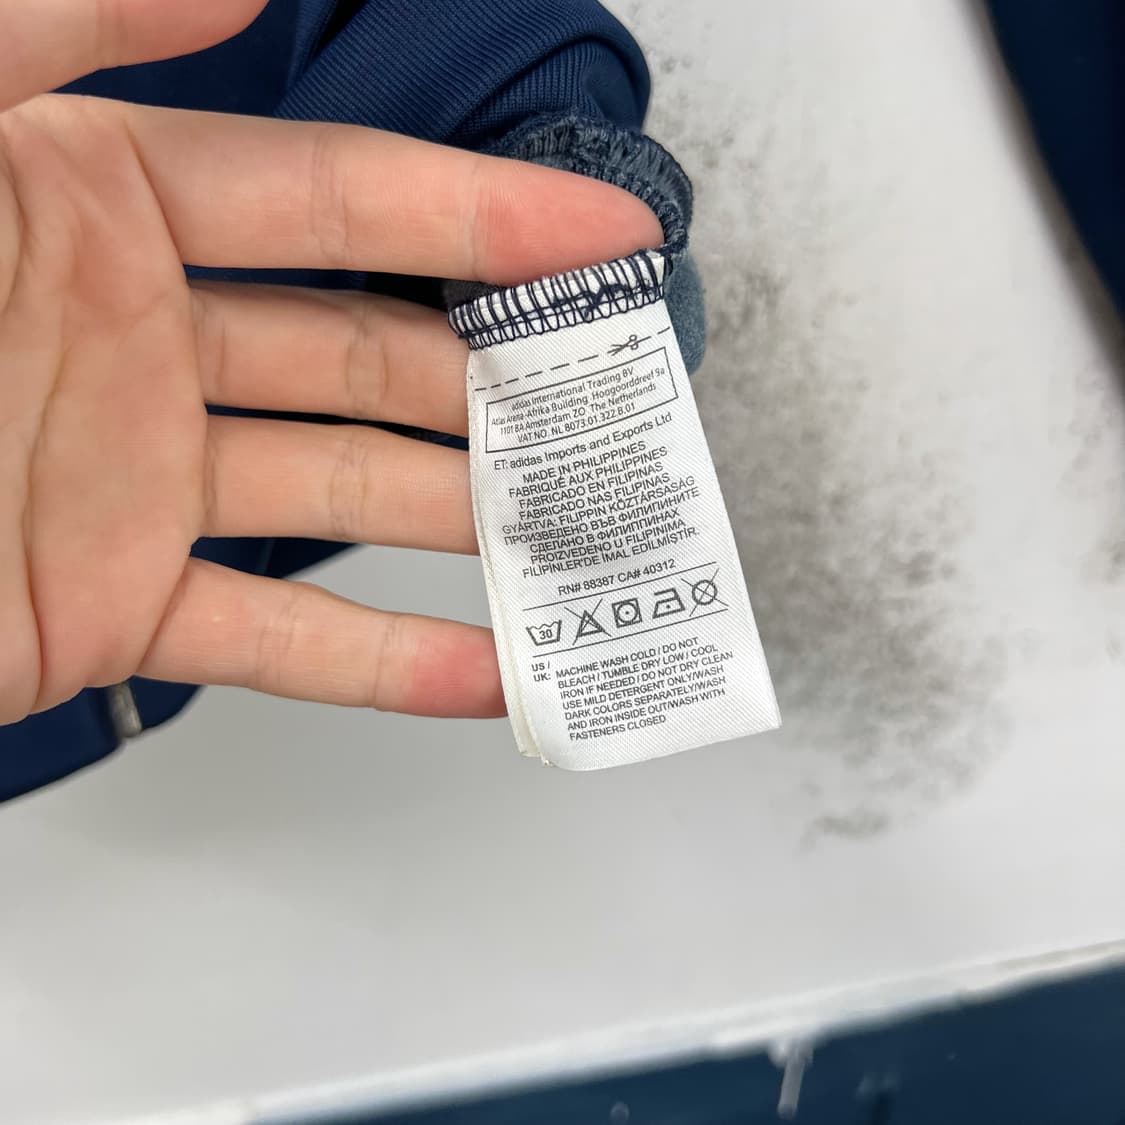 adidas International Trading BV
Atlas Arena -Afrika Building Hoogoorddreef 9a
1101 BA Amsterdam ZO The Netherlands
VAT NO. NL 8073.01.322.B.01
ET: adidas Imports and Exports Ltd
MADE IN PHILIPPINES
FABRIQUÉ AUX PHILIPPINES
FABRICADO EN FILIPINAS
FABRICADO NAS FILIPINAS
GYÁRTVA: FILIPPIN KÖZTÁRSASÁG
ПРОИЗВЕДЕНО ВЪВ ФИЛИПИНИТЕ
СДЕЛАНО В ФИЛИППИНАХ
PROIZVEDENO U FILIPINIMA
FİLİPİNLER'DE İMAL EDİLMİŞTİR.
RN# 88387 CA# 40312
30
US / UK: MACHINE WASH COLD / DO NOT
BLEACH / TUMBLE DRY LOW / COOL
IRON IF NEEDED / DO NOT DRY CLEAN
USE MILD DETERGENT ONLY/WASH
DARK COLORS SEPARATELY/WASH
AND IRON INSIDE OUT/WASH WITH
FASTENERS CLOSED